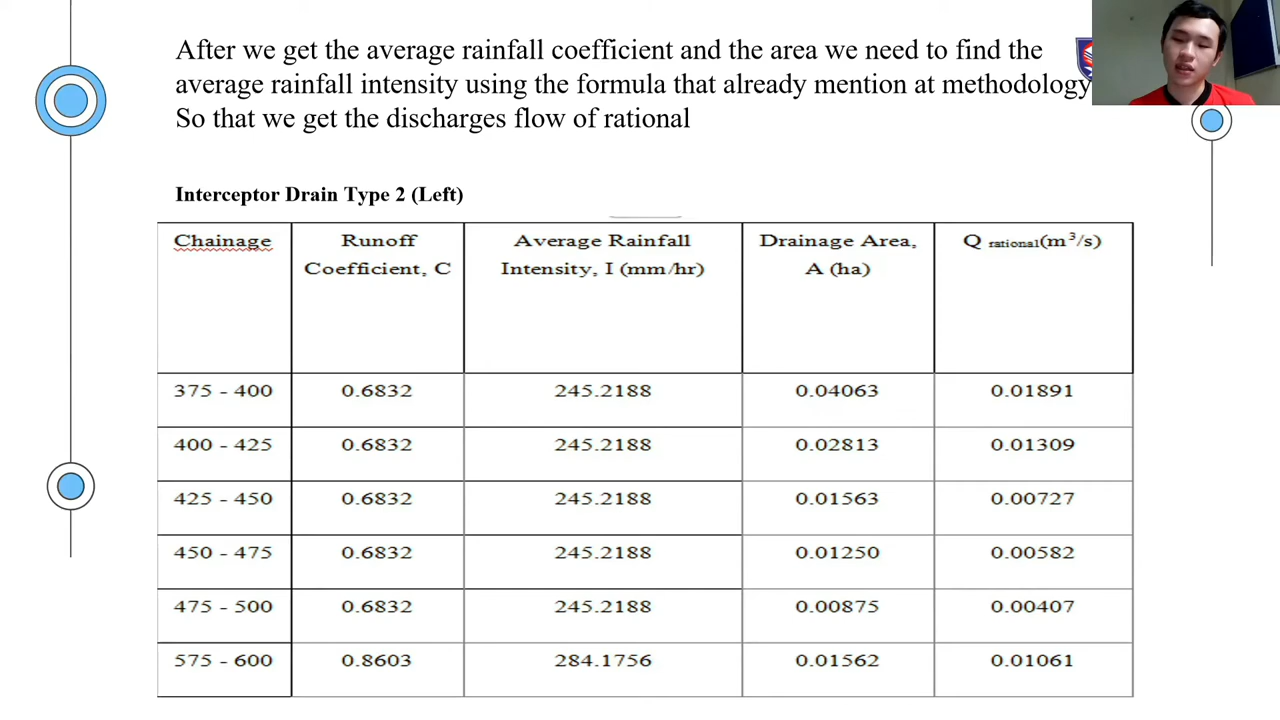 After we get the average rainfall coefficient and the area we need to find the
average rainfall intensity using the formula that already mention at methodology
So that we get the discharges flow of rational
Interceptor Drain Type 2 (Left)
Chainage Runoff Coefficient, C Average Rainfall Intensity, I (mm/hr) Drainage Area, A (ha) Q rational(m³/s)
375 - 400 0.6832 245.2188 0.04063 0.01891
400 - 425 0.6832 245.2188 0.02813 0.01309
425 - 450 0.6832 245.2188 0.01563 0.00727
450 - 475 0.6832 245.2188 0.01250 0.00582
475 - 500 0.6832 245.2188 0.00875 0.00407
575 - 600 0.8603 284.1756 0.01562 0.01061